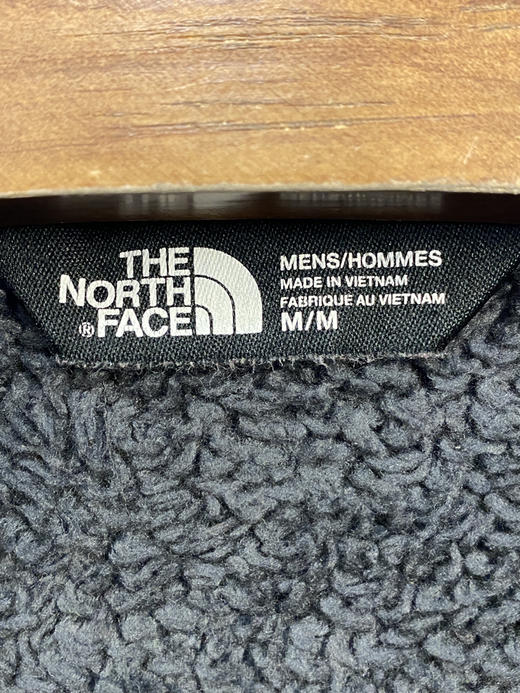 THE
NORTH
FACE®
MENS/HOMMES
MADE IN VIETNAM
FABRIQUE AU VIETNAM
M/M